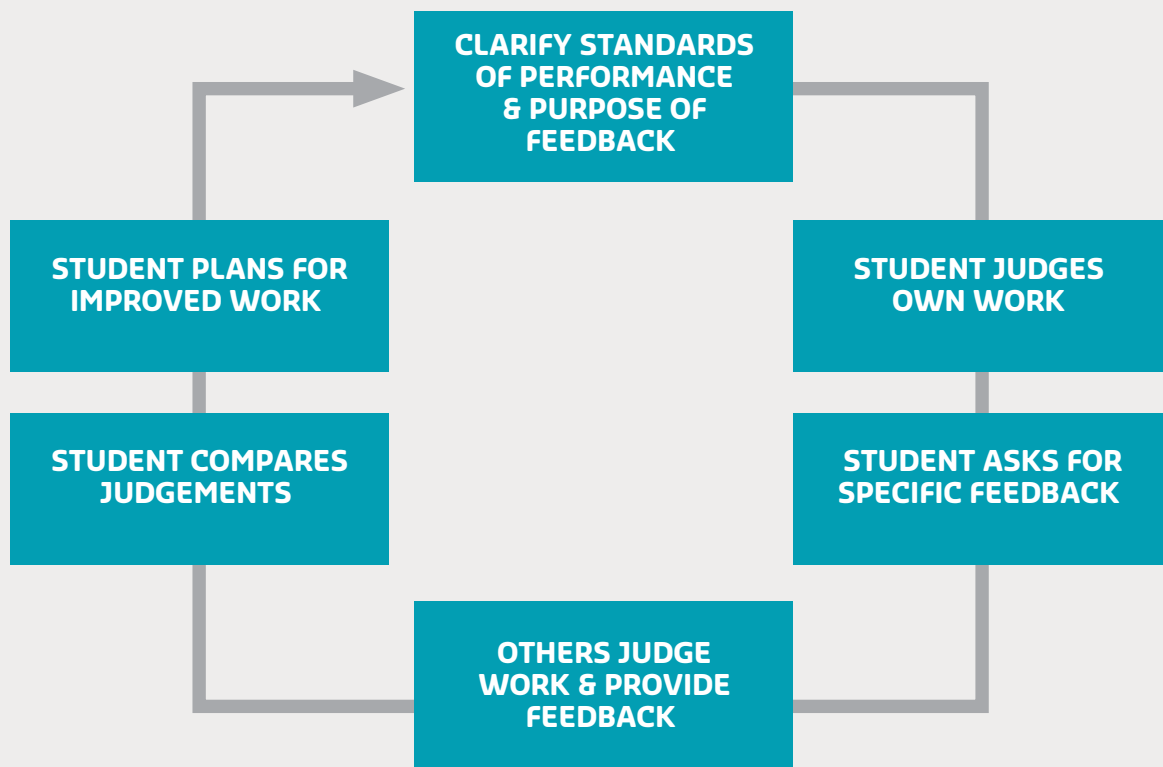 CLARIFY STANDARDS
OF PERFORMANCE
& PURPOSE OF
FEEDBACK
STUDENT JUDGES
OWN WORK
STUDENT ASKS FOR
SPECIFIC FEEDBACK
OTHERS JUDGE
WORK & PROVIDE
FEEDBACK
STUDENT COMPARES
JUDGEMENTS
STUDENT PLANS FOR
IMPROVED WORK